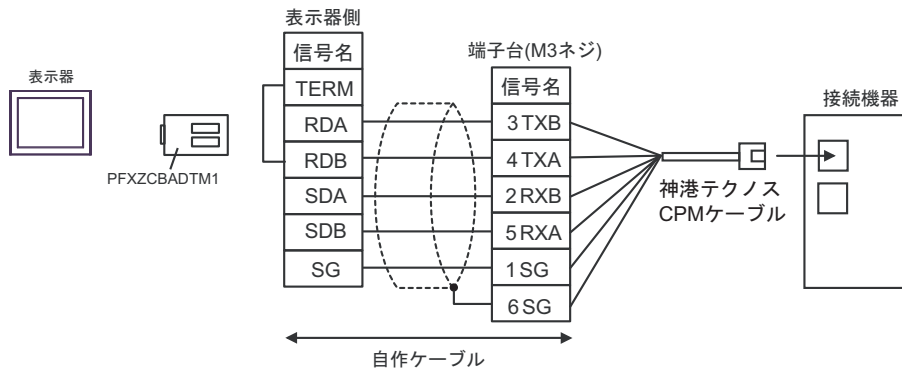 表示器
PFXZCBADTM1
表示器側
信号名
TERM
RDA
RDB
SDA
SDB
SG
端子台(M3ネジ)
信号名
3 TXB
4 TXA
2 RXB
5 RXA
1 SG
6 SG
自作ケーブル
神港テクノス
CPMケーブル
接続機器